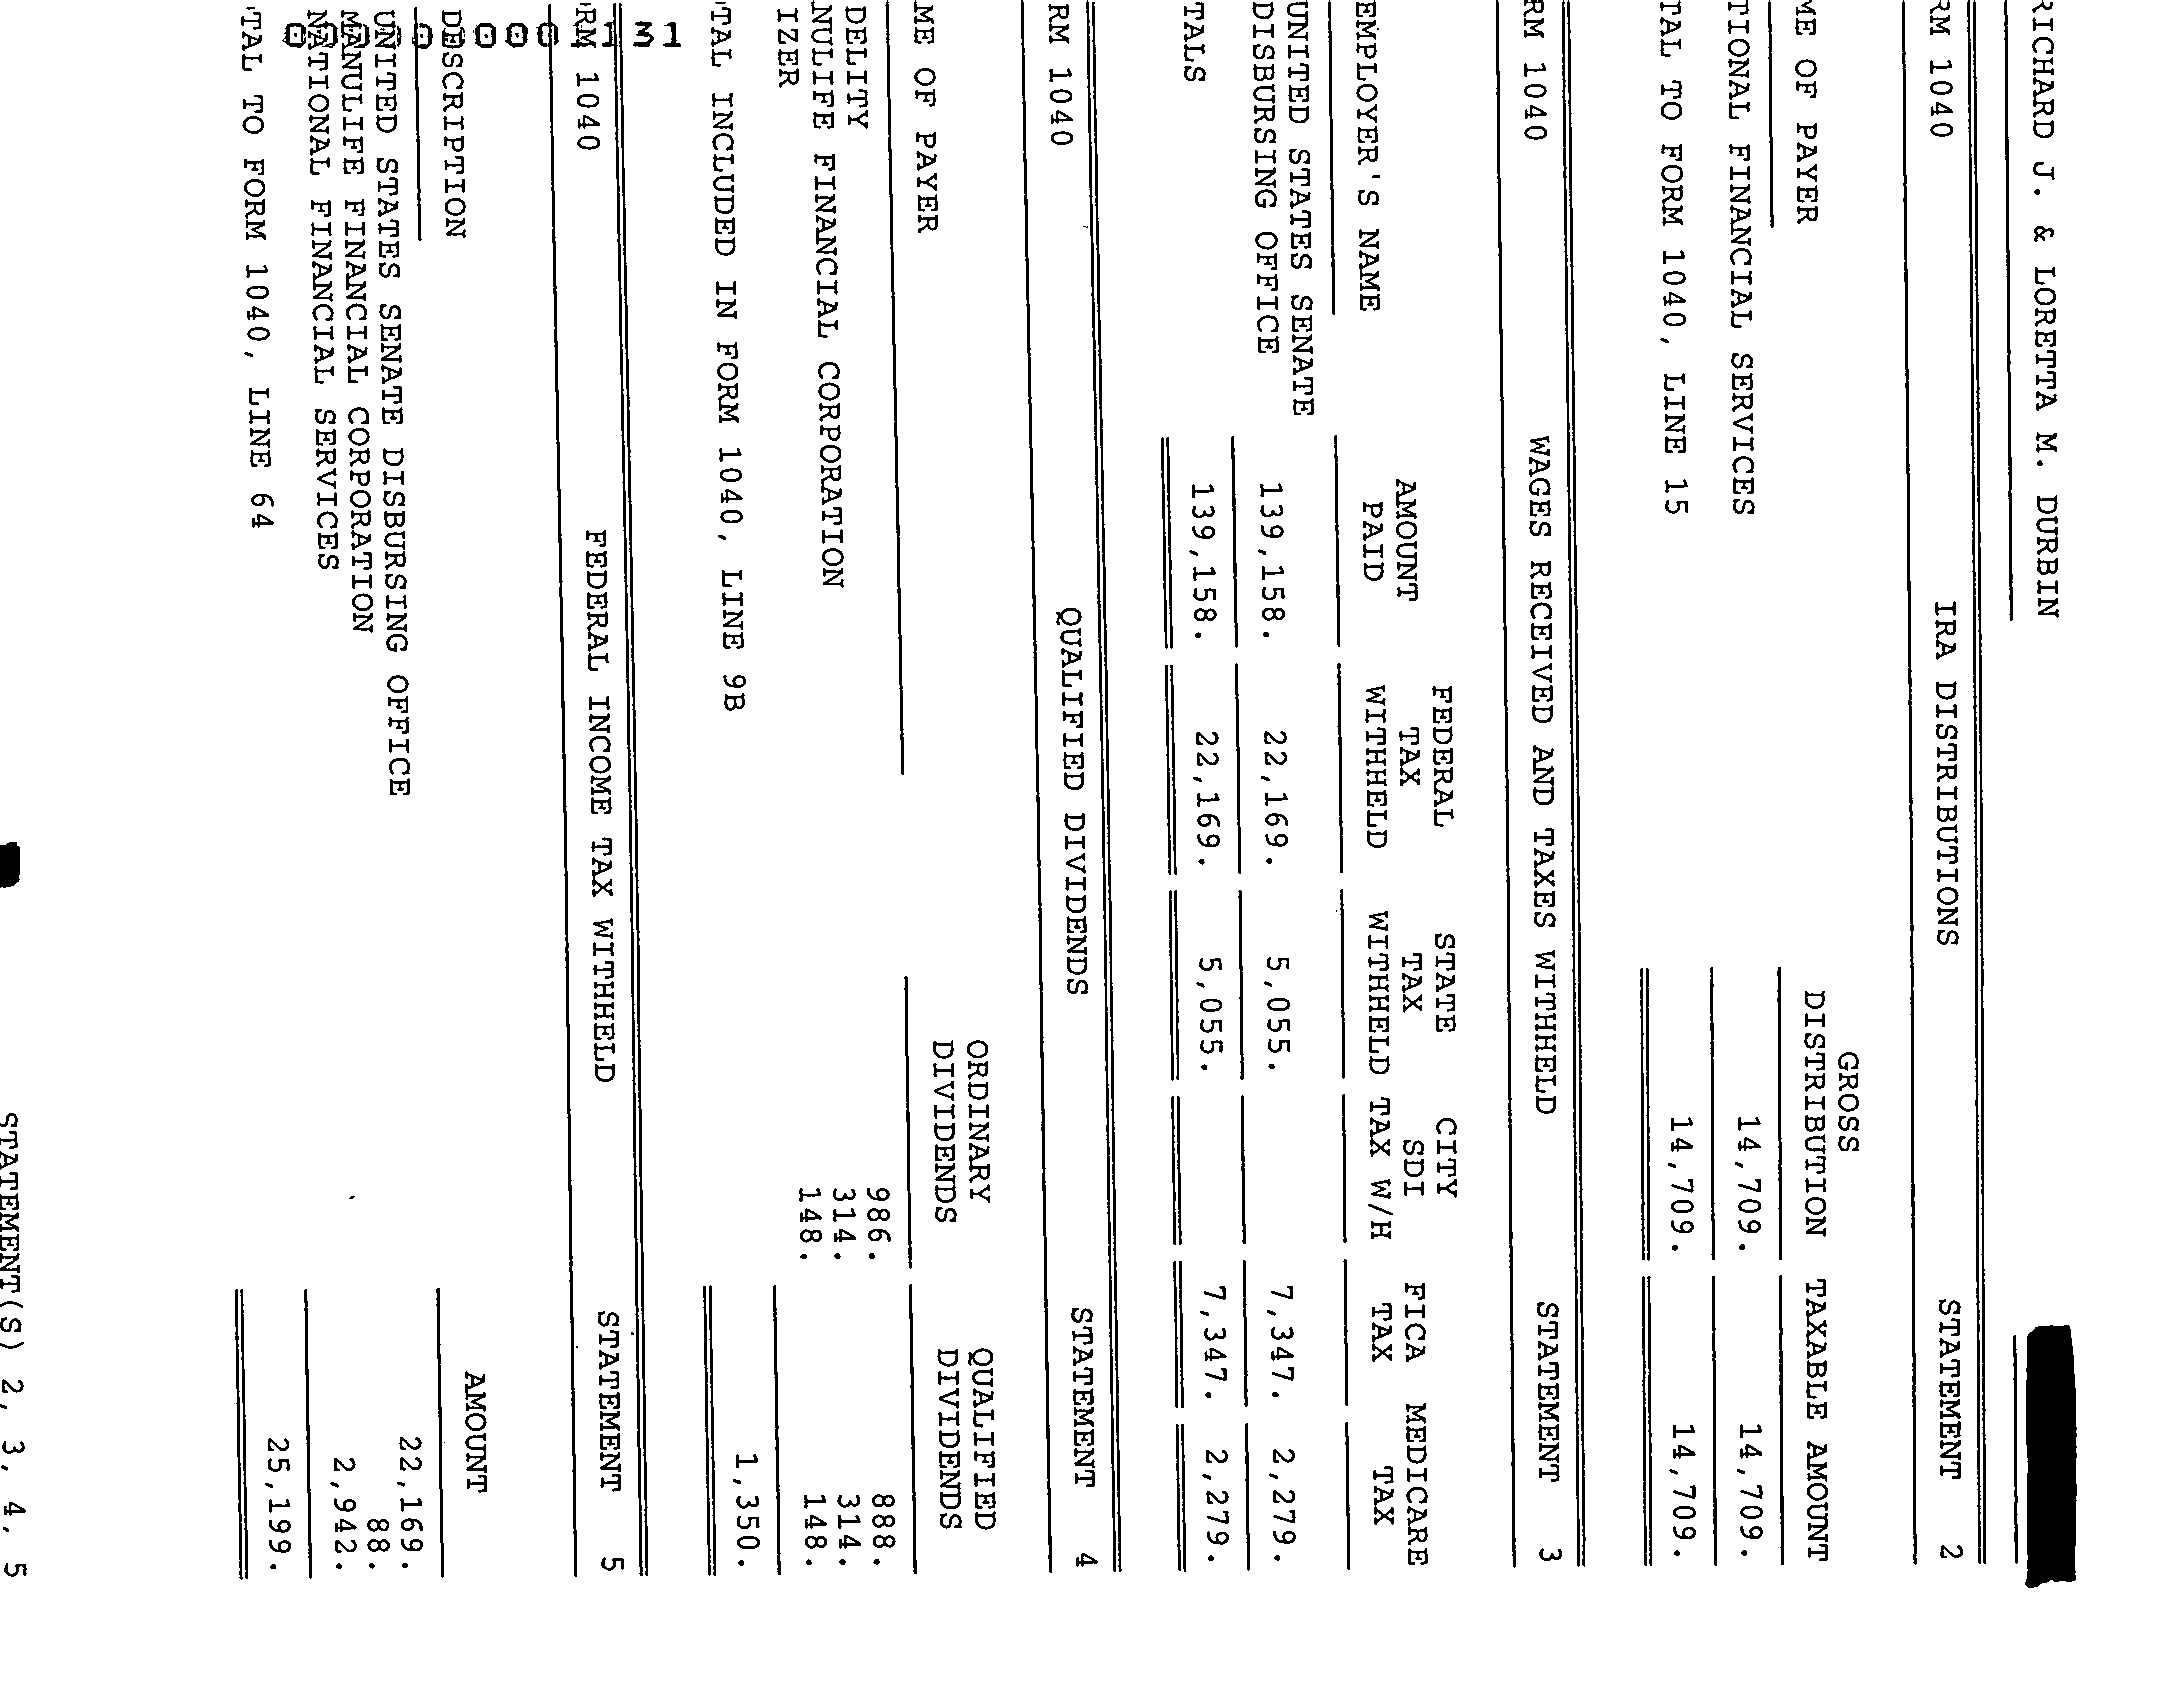 RICHARD J. & LORETTA M. DURBIN
RM 1040 IRA DISTRIBUTIONS STATEMENT 2
GROSS
ME OF PAYER DISTRIBUTION TAXABLE AMOUNT
TIONAL FINANCIAL SERVICES 14,709. 14,709.
TAL TO FORM 1040, LINE 15 14,709. 14,709.
RM 1040 WAGES RECEIVED AND TAXES WITHHELD STATEMENT 3
FEDERAL STATE CITY
AMOUNT TAX TAX SDI FICA MEDICARE
EMPLOYER'S NAME PAID WITHHELD WITHHELD TAX W/H TAX TAX
UNITED STATES SENATE
DISBURSING OFFICE 139,158. 22,169. 5,055. 7,347. 2,279.
TALS 139,158. 22,169. 5,055. 7,347. 2,279.
RM 1040 QUALIFIED DIVIDENDS STATEMENT 4
ORDINARY QUALIFIED
ME OF PAYER DIVIDENDS DIVIDENDS
DELITY 986. 888.
NULIFE FINANCIAL CORPORATION 314. 314.
IZER 148. 148.
TAL INCLUDED IN FORM 1040, LINE 9B 1,350.
RM 1040 FEDERAL INCOME TAX WITHHELD STATEMENT 5
DESCRIPTION AMOUNT
UNITED STATES SENATE DISBURSING OFFICE 22,169.
MANULIFE FINANCIAL CORPORATION 88.
NATIONAL FINANCIAL SERVICES 2,942.
TAL TO FORM 1040, LINE 64 25,199.
STATEMENT(S) 2, 3, 4, 5